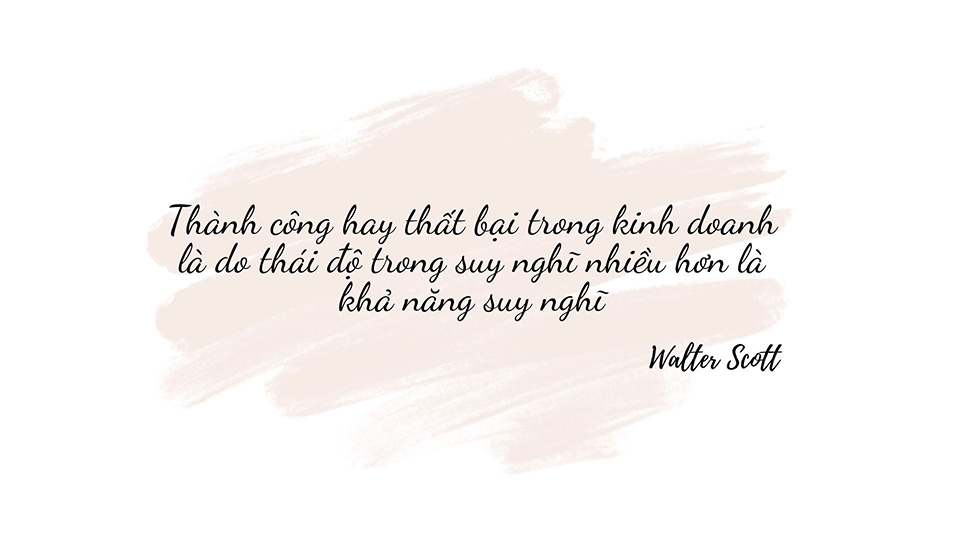 Thành công hay thất bại trong kinh doanh
là do thái độ trong suy nghĩ nhiều hơn là
khả năng suy nghĩ
Walter Scott